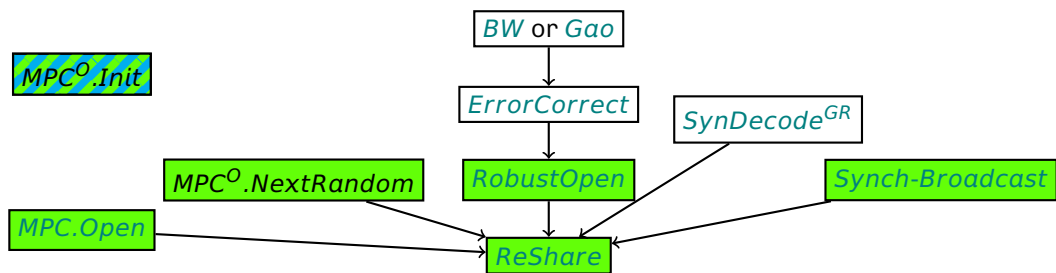 BW or Gao
MPC^O.Init
ErrorCorrect
SynDecode^GR
MPC^O.NextRandom
RobustOpen
Synch-Broadcast
MPC.Open
ReShare